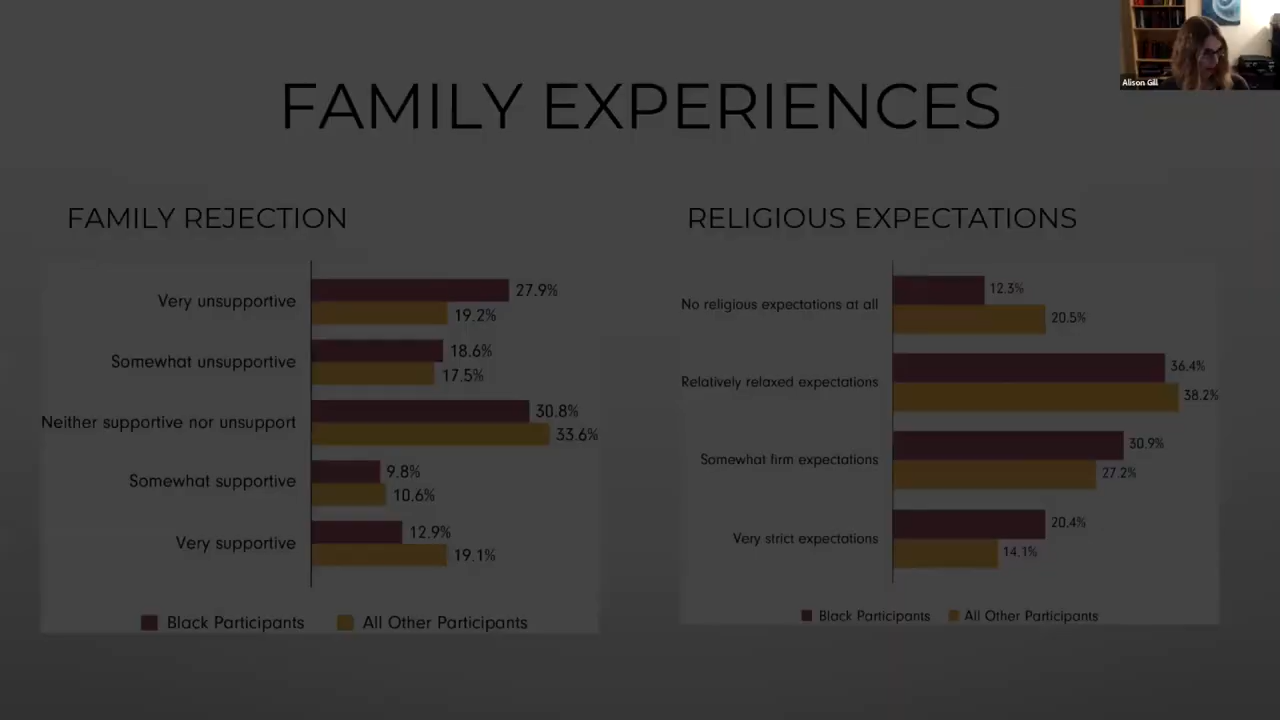 Alison Gill
FAMILY EXPERIENCES
FAMILY REJECTION
Very unsupportive
27.9%
19.2%
Somewhat unsupportive
18.6%
17.5%
Neither supportive nor unsupport
30.8%
33.6%
Somewhat supportive
9.8%
10.6%
Very supportive
12.9%
19.1%
Black Participants
All Other Participants
RELIGIOUS EXPECTATIONS
No religious expectations at all
12.3%
20.5%
Relatively relaxed expectations
36.4%
38.2%
Somewhat firm expectations
30.9%
27.2%
Very strict expectations
20.4%
14.1%
Black Participants
All Other Participants